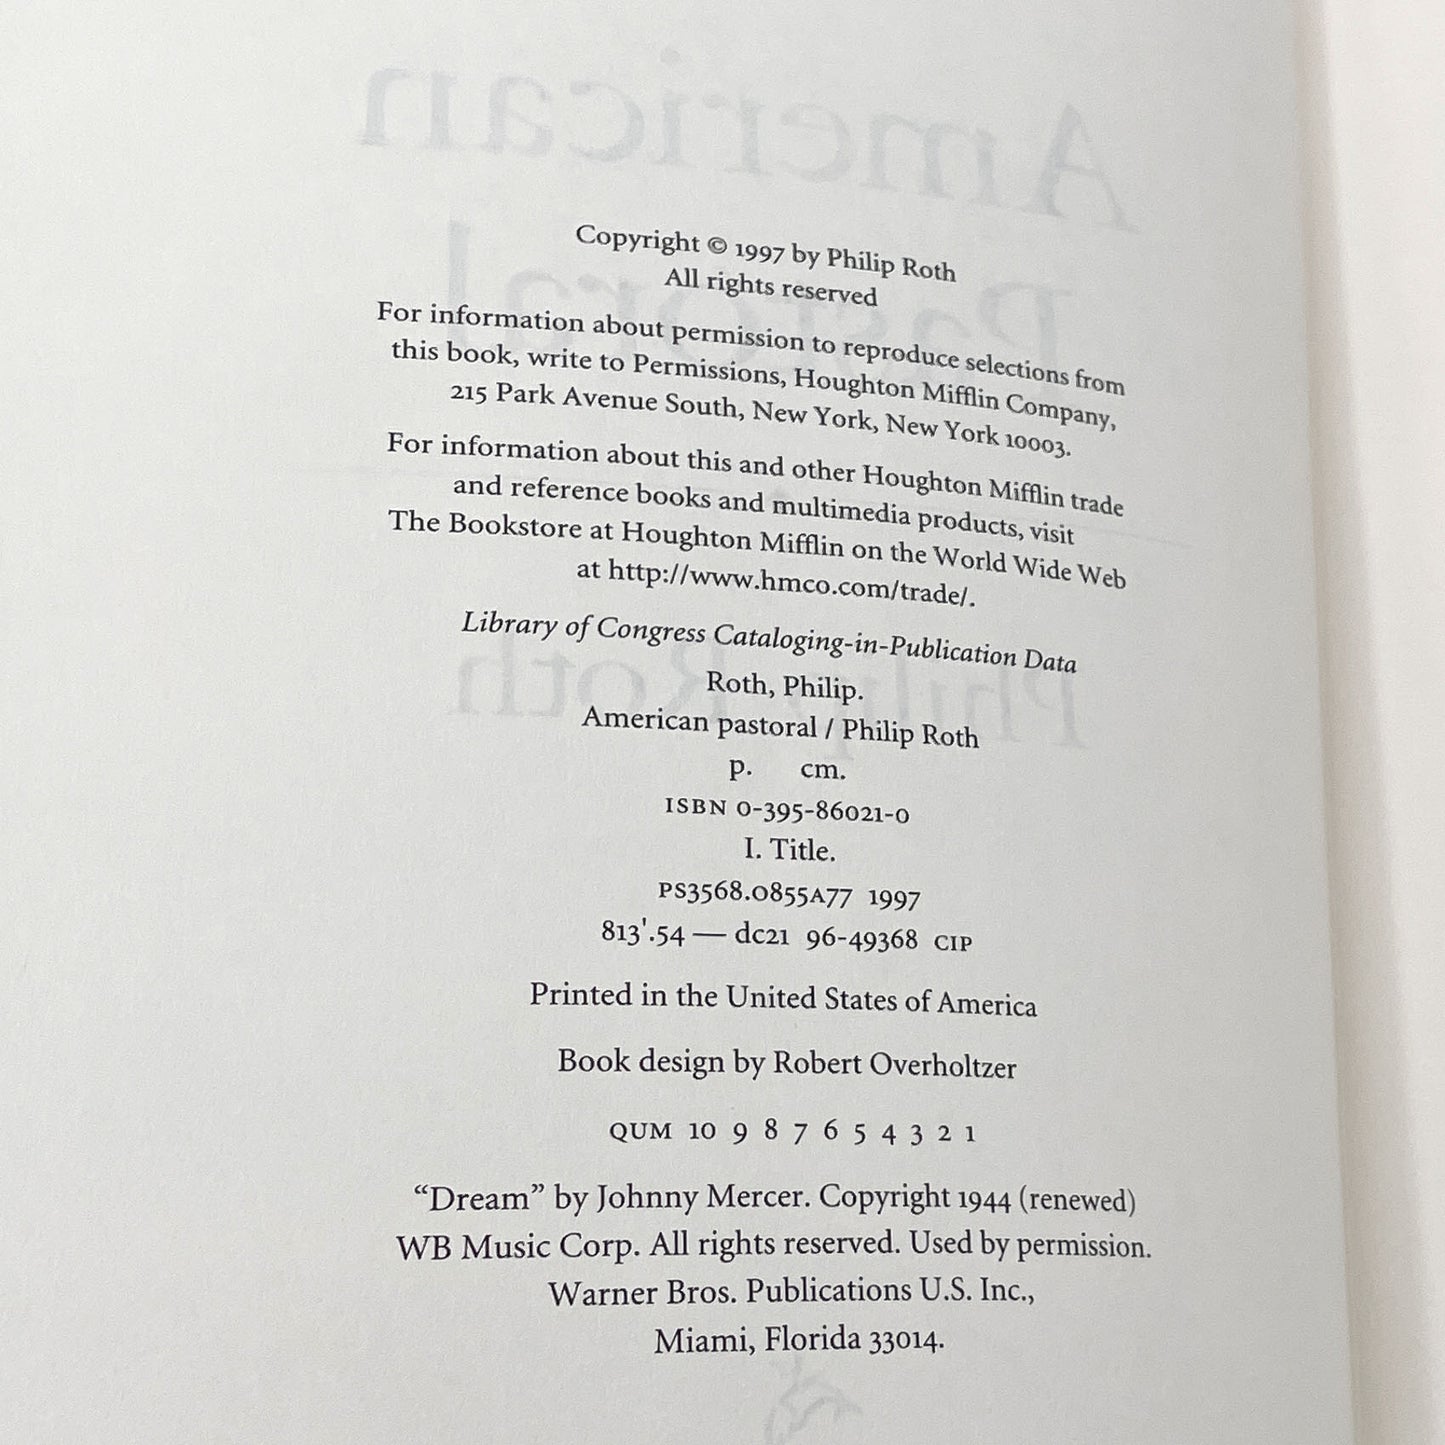 Copyright © 1997 by Philip Roth
All rights reserved
For information about permission to reproduce selections from
this book, write to Permissions, Houghton Mifflin Company,
215 Park Avenue South, New York, New York 10003.
For information about this and other Houghton Mifflin trade
and reference books and multimedia products, visit
The Bookstore at Houghton Mifflin on the World Wide Web
at http://www.hmco.com/trade/.
Library of Congress Cataloging-in-Publication Data
Roth, Philip.
American pastoral / Philip Roth
p. cm.
ISBN 0-395-86021-0
I. Title.
PS3568.O855A77 1997
813'.54 — dc21 96-49368 CIP
Printed in the United States of America
Book design by Robert Overholtzer
QUM 10 9 8 7 6 5 4 3 2 1
“Dream” by Johnny Mercer. Copyright 1944 (renewed)
WB Music Corp. All rights reserved. Used by permission.
Warner Bros. Publications U.S. Inc.,
Miami, Florida 33014.
American
Pastoral
Philip Roth